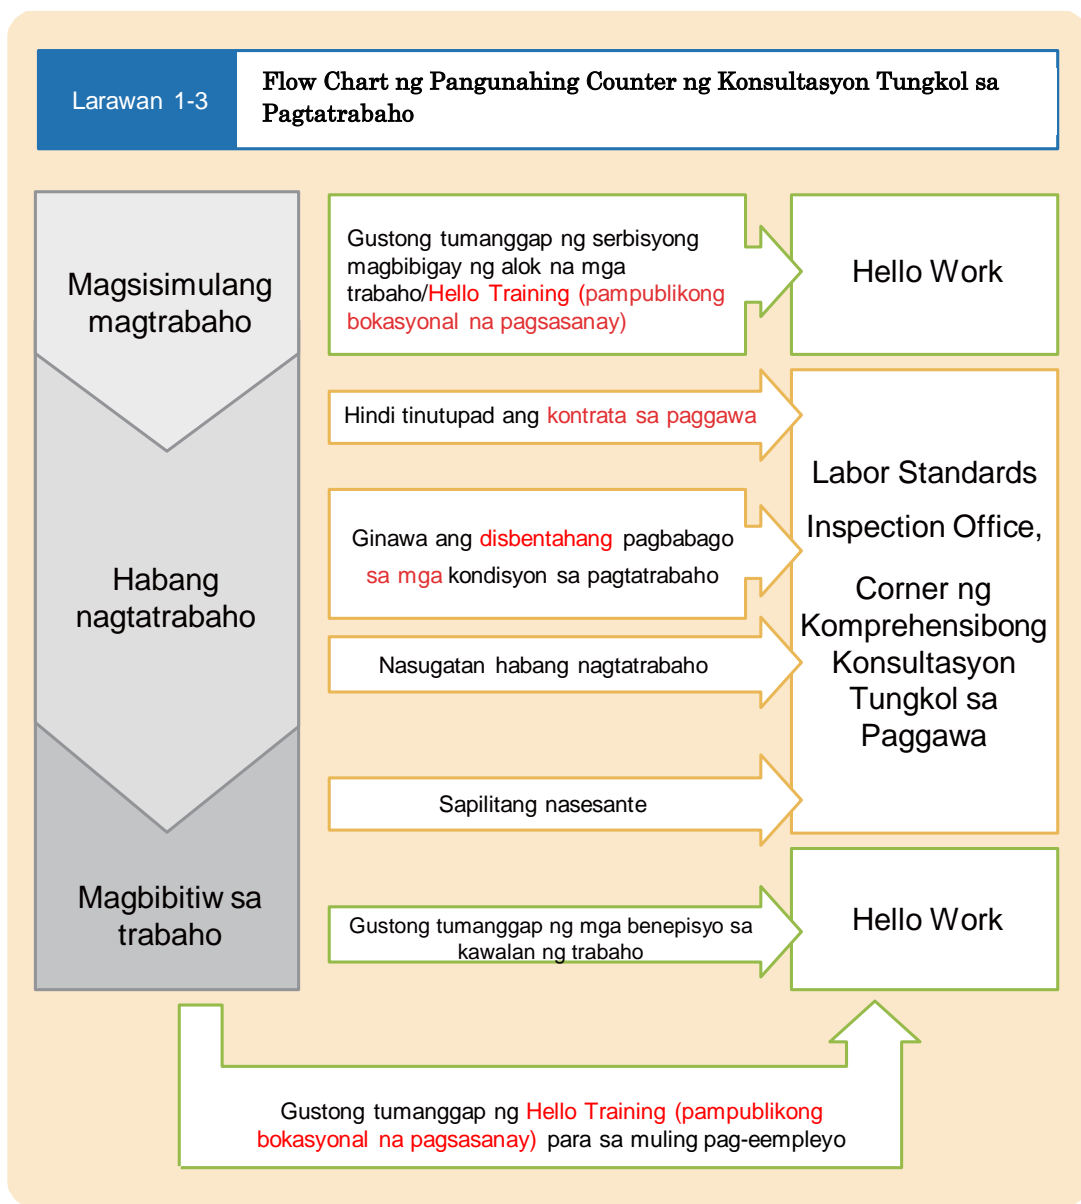 Larawan 1-3
Flow Chart ng Pangunahing Counter ng Konsultasyon Tungkol sa
Pagtatrabaho
Magsisimulang
magtrabaho
Gustong tumanggap ng serbisyong
magbibigay ng alok na mga
trabaho/Hello Training (pampublikong
bokasyonal na pagsasanay)
Hello Work
Habang
nagtatrabaho
Hindi tinutupad ang kontrata sa paggawa
Ginawa ang disbentahang pagbabago
sa mga kondisyon sa pagtatrabaho
Nasugatan habang nagtatrabaho
Sapilitang nasesante
Labor Standards
Inspection Office,
Corner ng
Komprehensibong
Konsultasyon
Tungkol sa
Paggawa
Magbibitiw sa
trabaho
Gustong tumanggap ng mga benepisyo sa
kawalan ng trabaho
Hello Work
Gustong tumanggap ng Hello Training (pampublikong
bokasyonal na pagsasanay) para sa muling pag-eempleyo